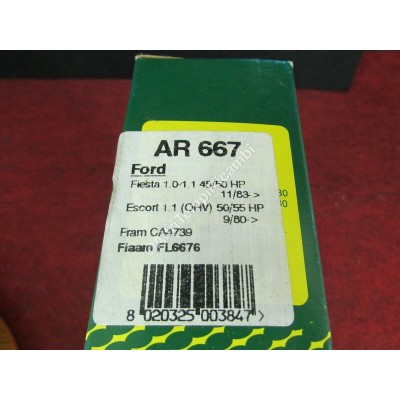 AR 667
Ford
Fiesta 1.0-1.1 45/50 HP
11/83->
Escort 1.1 (OHV) 50/55 HP
9/80->
Fram CA4739
Fiaam FL6676
8 020325 003847 >